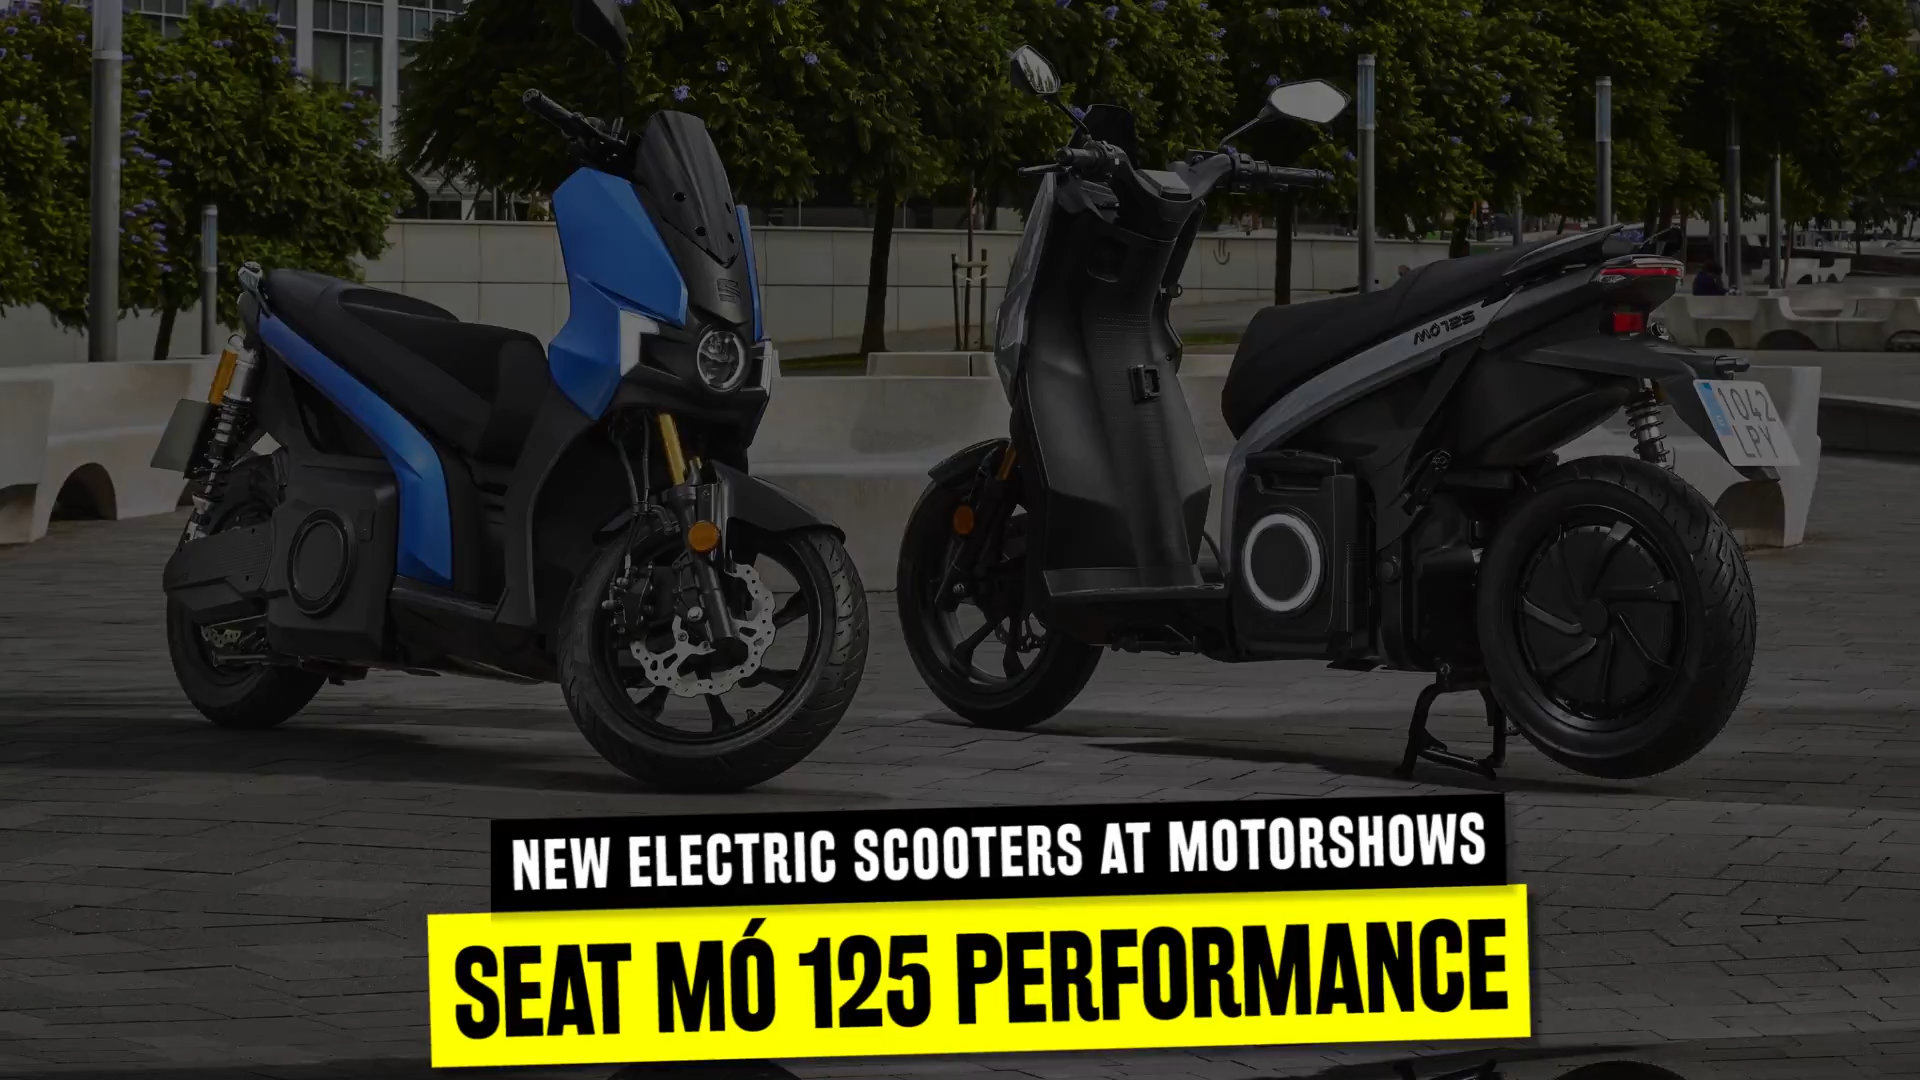 MÓ125
1042
LPY
NEW ELECTRIC SCOOTERS AT MOTORSHOWS
SEAT MÓ 125 PERFORMANCE